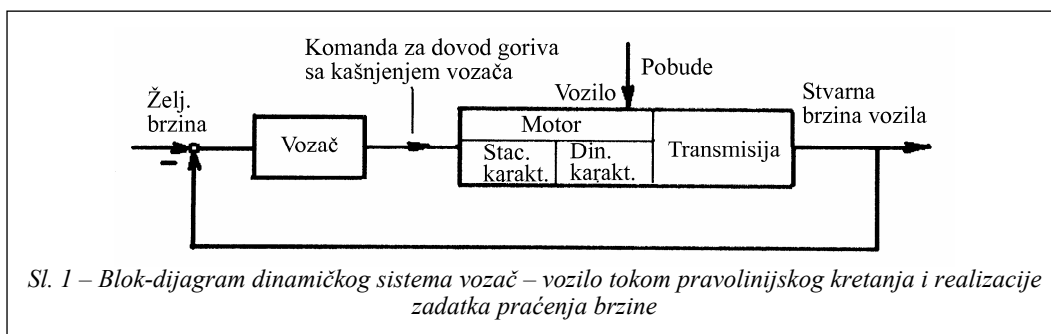 Komanda za dovod goriva
sa kašnjenjem vozača
Pobude
Želj.
brzina
Vozilo
Stvarna
brzina vozila
Vozač
Motor
Stac.
karakt.
Din.
karakt.
Transmisija
Sl. 1 – Blok-dijagram dinamičkog sistema vozač – vozilo tokom pravolinijskog kretanja i realizacije
zadatka praćenja brzine